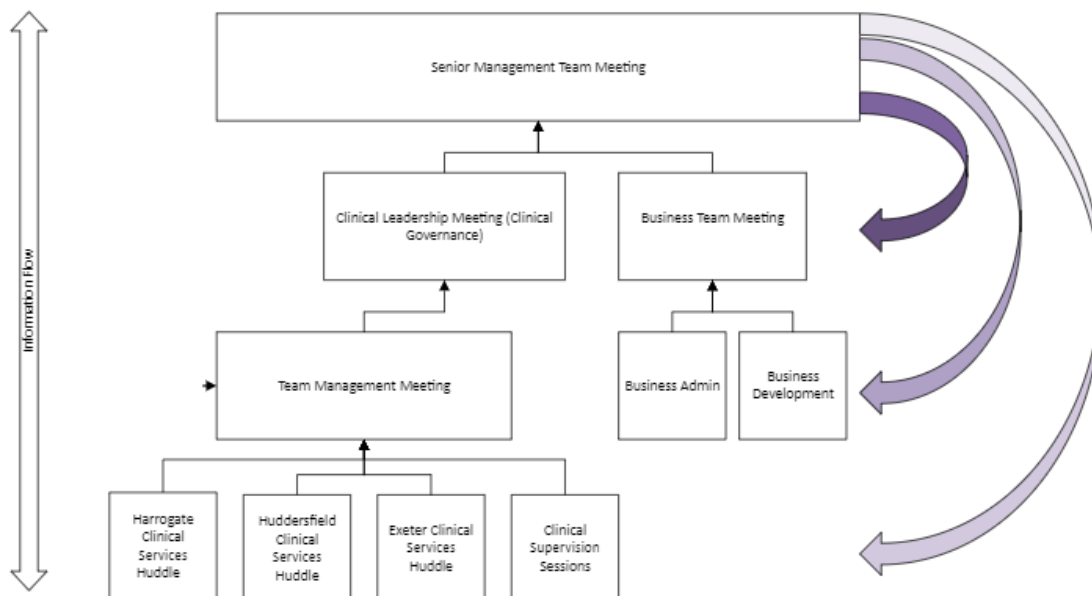 Senior Management Team Meeting
Clinical Leadership Meeting (Clinical
Governance)
Business Team Meeting
Information Flow
Team Management Meeting
Business Admin
Business
Development
Harrogate
Clinical
Services
Huddle
Huddersfield
Clinical
Services
Huddle
Exeter Clinical
Services
Huddle
Clinical
Supervision
Sessions